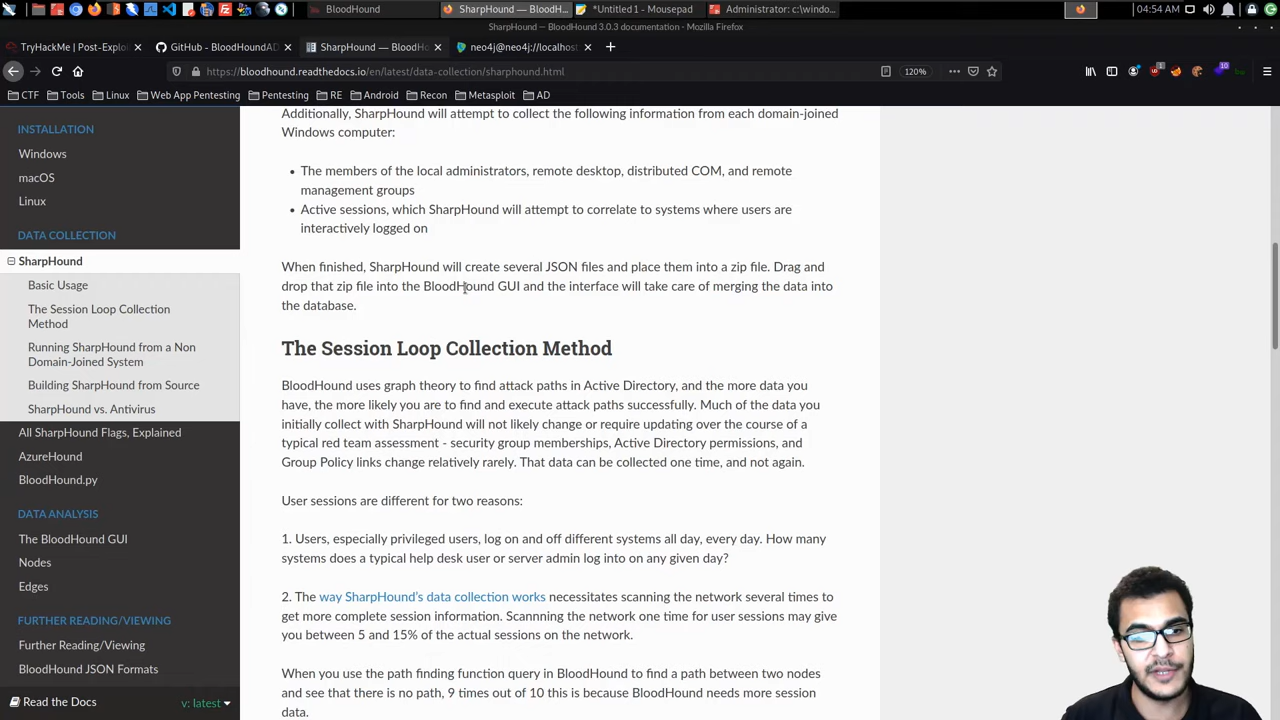 BloodHound
SharpHound — BloodH...
*Untitled 1 - Mousepad
Administrator: c:\windo...
04:54 AM
SharpHound — BloodHound 3.0.3 documentation - Mozilla Firefox
TryHackMe | Post-Explo
GitHub - BloodHoundAD
SharpHound — BloodHo
neo4j@neo4j://localhos
https://bloodhound.readthedocs.io/en/latest/data-collection/sharphound.html
120%
CTF
Tools
Linux
Web App Pentesting
Pentesting
RE
Android
Recon
Metasploit
AD
INSTALLATION
Windows
macOS
Linux
DATA COLLECTION
SharpHound
Basic Usage
The Session Loop Collection
Method
Running SharpHound from a Non
Domain-Joined System
Building SharpHound from Source
SharpHound vs. Antivirus
All SharpHound Flags, Explained
AzureHound
BloodHound.py
DATA ANALYSIS
The BloodHound GUI
Nodes
Edges
FURTHER READING/VIEWING
Further Reading/Viewing
BloodHound JSON Formats
Read the Docs
v: latest
Additionally, SharpHound will attempt to collect the following information from each domain-joined
Windows computer:
• The members of the local administrators, remote desktop, distributed COM, and remote
management groups
• Active sessions, which SharpHound will attempt to correlate to systems where users are
interactively logged on
When finished, SharpHound will create several JSON files and place them into a zip file. Drag and
drop that zip file into the BloodHound GUI and the interface will take care of merging the data into
the database.
The Session Loop Collection Method
BloodHound uses graph theory to find attack paths in Active Directory, and the more data you
have, the more likely you are to find and execute attack paths successfully. Much of the data you
initially collect with SharpHound will not likely change or require updating over the course of a
typical red team assessment - security group memberships, Active Directory permissions, and
Group Policy links change relatively rarely. That data can be collected one time, and not again.
User sessions are different for two reasons:
1. Users, especially privileged users, log on and off different systems all day, every day. How many
systems does a typical help desk user or server admin log into on any given day?
2. The way SharpHound's data collection works necessitates scanning the network several times to
get more complete session information. Scannning the network one time for user sessions may give
you between 5 and 15% of the actual sessions on the network.
When you use the path finding function query in BloodHound to find a path between two nodes
and see that there is no path, 9 times out of 10 this is because BloodHound needs more session
data.